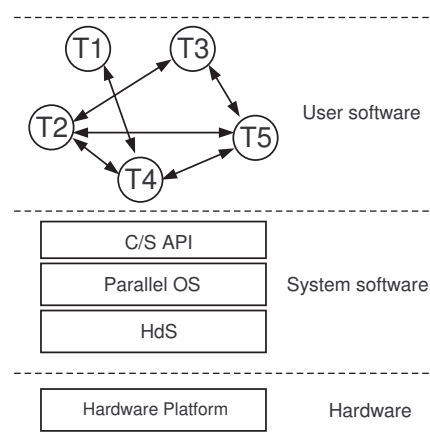 T1
T3
User software
T2
T5
T4
C/S API
Parallel OS
System software
HdS
Hardware Platform
Hardware